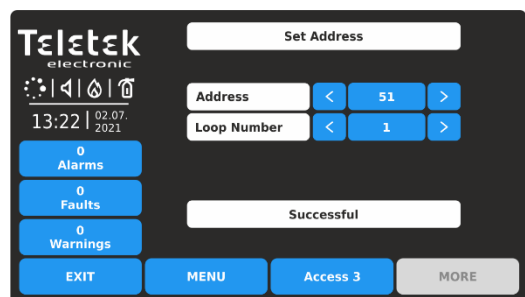 Teletek
electronic
13:22 02.07.
2021
0
Alarms
0
Faults
0
Warnings
Set Address
Address < 51 >
Loop Number < 1 >
Successful
EXIT MENU Access 3 MORE